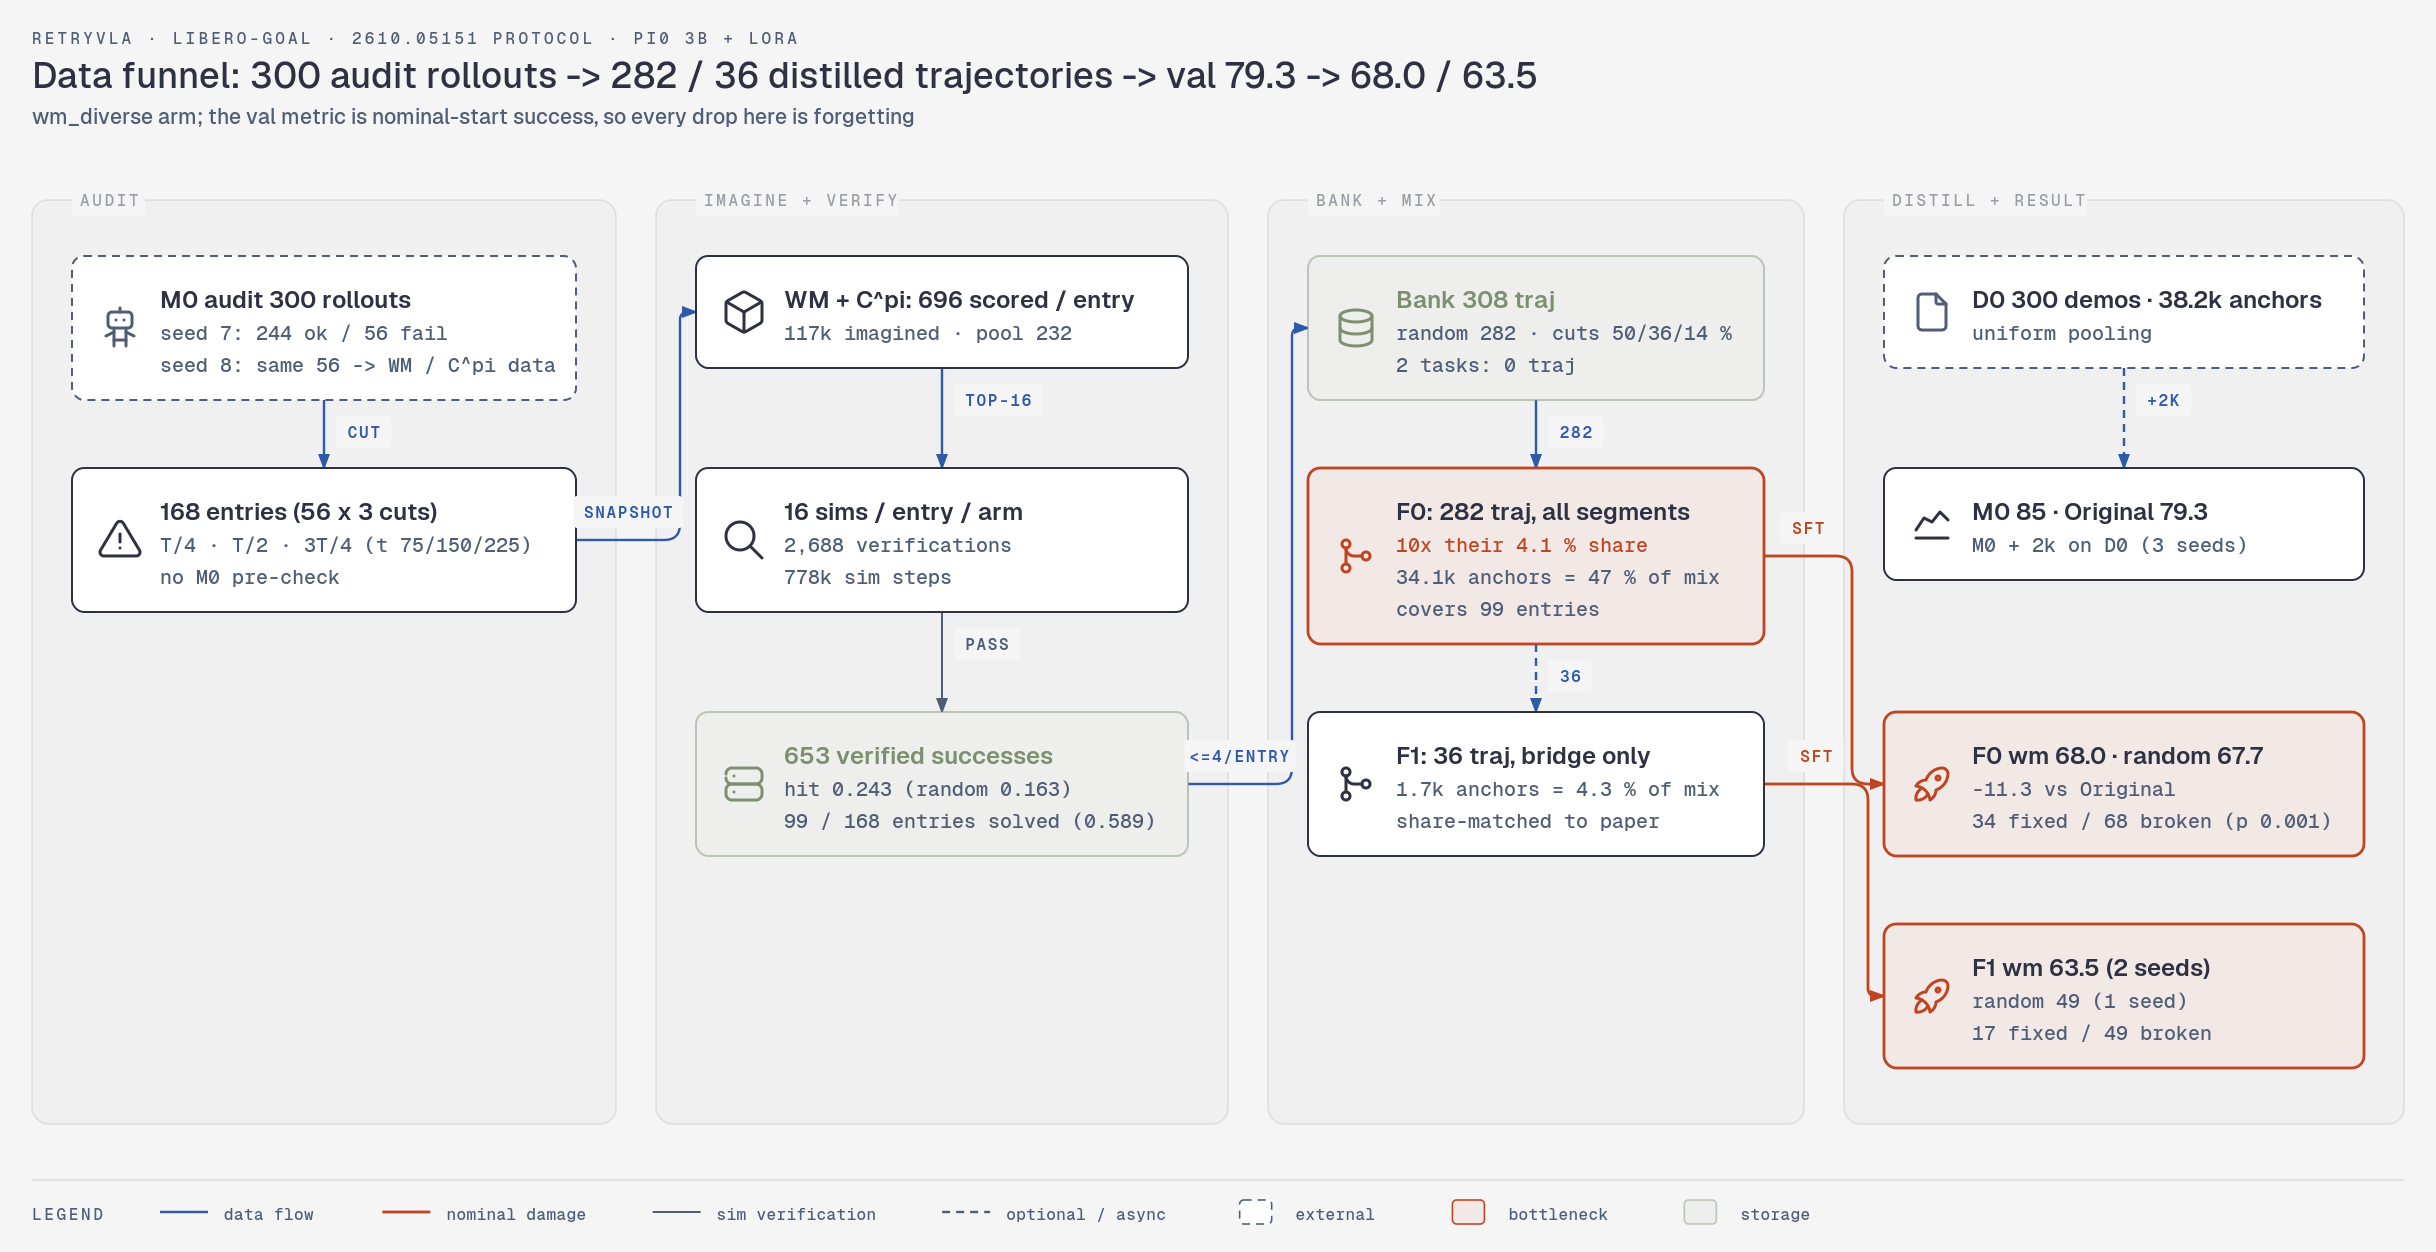 RETRYVLA · LIBERO-GOAL · 2610.05151 PROTOCOL · PI0 3B + LORA
Data funnel: 300 audit rollouts -> 282 / 36 distilled trajectories -> val 79.3 -> 68.0 / 63.5
wm_diverse arm; the val metric is nominal-start success, so every drop here is forgetting
AUDIT
M0 audit 300 rollouts
seed 7: 244 ok / 56 fail
seed 8: same 56 -> WM / C^pi data
CUT
168 entries (56 x 3 cuts)
T/4 · T/2 · 3T/4 (t 75/150/225)
no M0 pre-check
SNAPSHOT
IMAGINE + VERIFY
WM + C^pi: 696 scored / entry
117k imagined · pool 232
TOP-16
16 sims / entry / arm
2,688 verifications
778k sim steps
PASS
653 verified successes
hit 0.243 (random 0.163)
99 / 168 entries solved (0.589)
<=4/ENTRY
BANK + MIX
Bank 308 traj
random 282 · cuts 50/36/14 %
2 tasks: 0 traj
282
F0: 282 traj, all segments
10x their 4.1 % share
34.1k anchors = 47 % of mix
covers 99 entries
SFT
36
F1: 36 traj, bridge only
1.7k anchors = 4.3 % of mix
share-matched to paper
SFT
DISTILL + RESULT
D0 300 demos · 38.2k anchors
uniform pooling
+2K
M0 85 · Original 79.3
M0 + 2k on D0 (3 seeds)
F0 wm 68.0 · random 67.7
-11.3 vs Original
34 fixed / 68 broken (p 0.001)
F1 wm 63.5 (2 seeds)
random 49 (1 seed)
17 fixed / 49 broken
LEGEND
data flow
nominal damage
sim verification
optional / async
external
bottleneck
storage